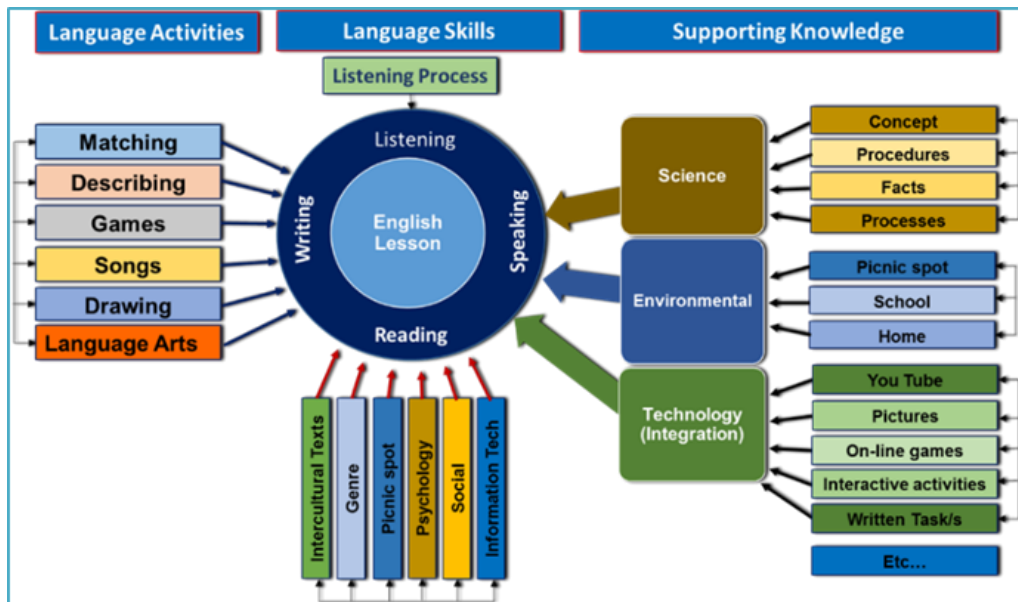 Language Activities
Language Skills
Supporting Knowledge
Listening Process
Matching
Describing
Games
Songs
Drawing
Language Arts
Listening
Writing
English
Lesson
Speaking
Reading
Intercultural Texts
Genre
Picnic spot
Psychology
Social
Information Tech
Science
Environmental
Technology
(Integration)
Concept
Procedures
Facts
Processes
Picnic spot
School
Home
You Tube
Pictures
On-line games
Interactive activities
Written Task/s
Etc...